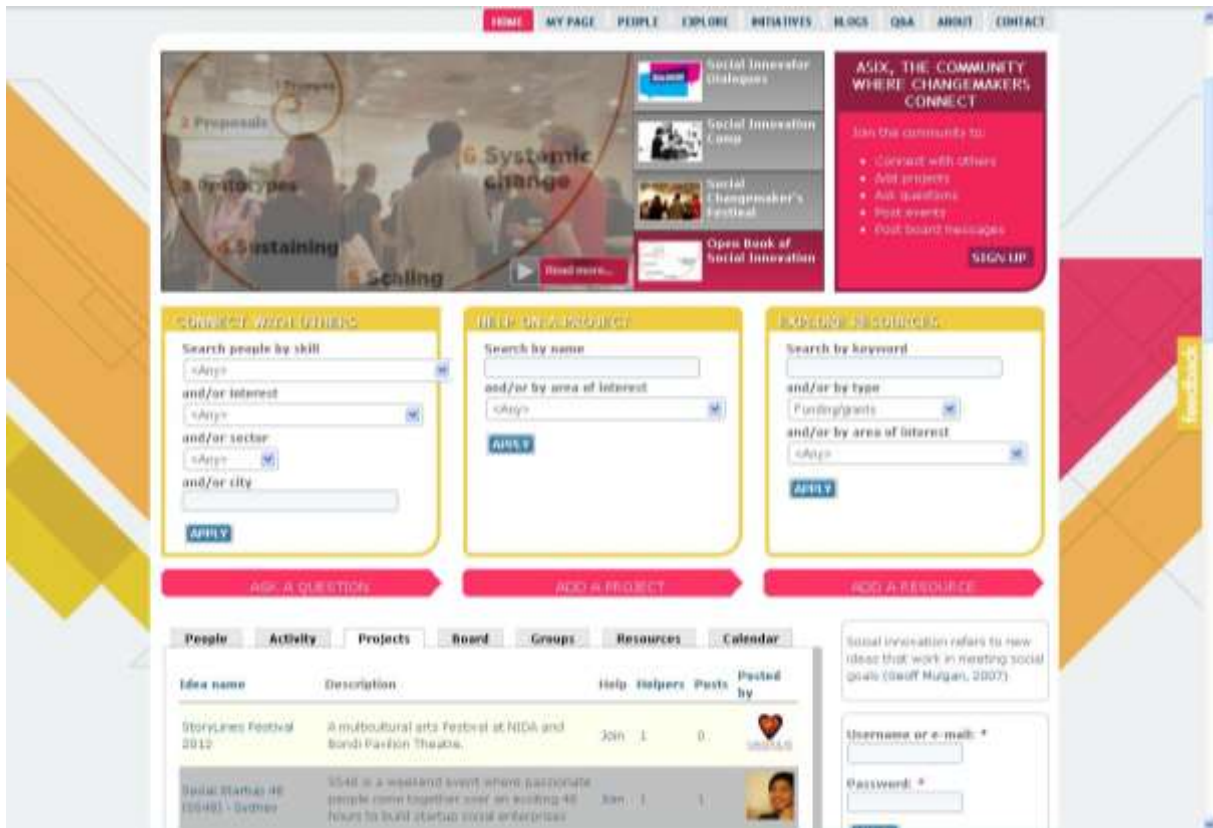 HOME MY PAGE PEOPLE EXPLORE INITIATIVES BLOGS Q&A ABOUT CONTACT
1 Prompts
2 Proposals
3 Prototypes
4 Sustaining
5 Scaling
6 Systemic
change
Read more...
Social Innovator
Dialogues
Social Innovation
Camp
Social
Changemaker's
Festival
Open Book of
Social Innovation
ASIX, THE COMMUNITY
WHERE CHANGEMAKERS
CONNECT
Join the community to:
Connect with others
Add projects
Ask questions
Post events
Post board messages
SIGN UP
CONNECT WITH OTHERS
Search people by skill
<Any>
and/or interest
<Any>
and/or sector
<Any>
and/or city
APPLY
HELP ON A PROJECT
Search by name
and/or by area of interest
<Any>
APPLY
EXPLORE RESOURCES
Search by keyword
and/or by type
Funding/grants
and/or by area of interest
<Any>
APPLY
feedback
ASK A QUESTION
ADD A PROJECT
ADD A RESOURCE
People Activity Projects Board Groups Resources Calendar
Idea name Description Help Helpers Posts Posted
by
StoryLines Festival
2012
A multicultural arts Festival at NIDA and
Bondi Pavilion Theatre.
Join 1 0
Social Startup 48
(SS48) - Sydney
SS48 is a weekend event where passionate
people come together over an exciting 48
hours to build startup social enterprises
Join 1 1
Social innovation refers to new
ideas that work in meeting social
goals (Geoff Mulgan, 2007)
Username or e-mail: *
Password: *